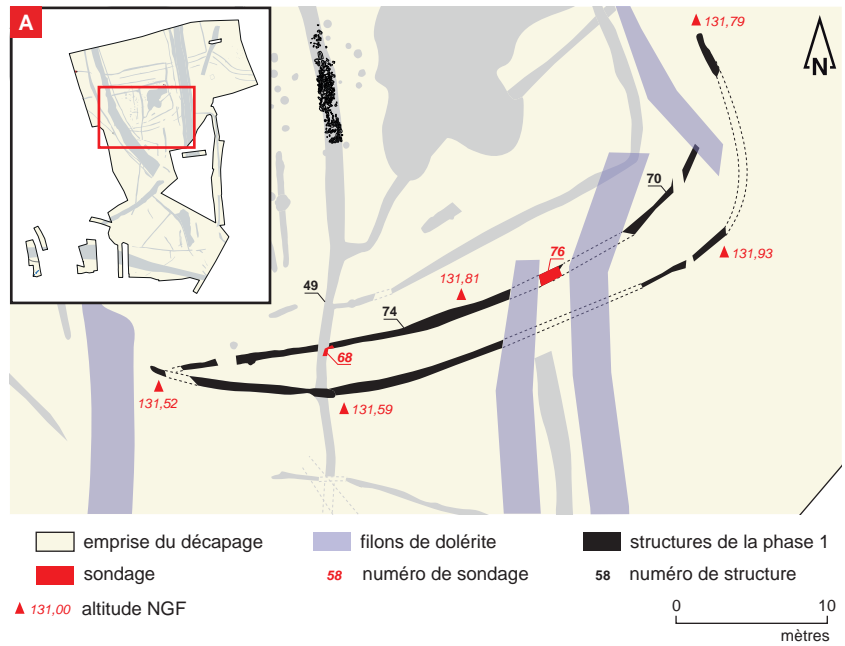 A
131,79
N
70
131,93
76
131,81
49
74
68
131,52
131,59
emprise du décapage
filons de dolérite
structures de la phase 1
sondage
58 numéro de sondage
58 numéro de structure
131,00 altitude NGF
0 10
mètres